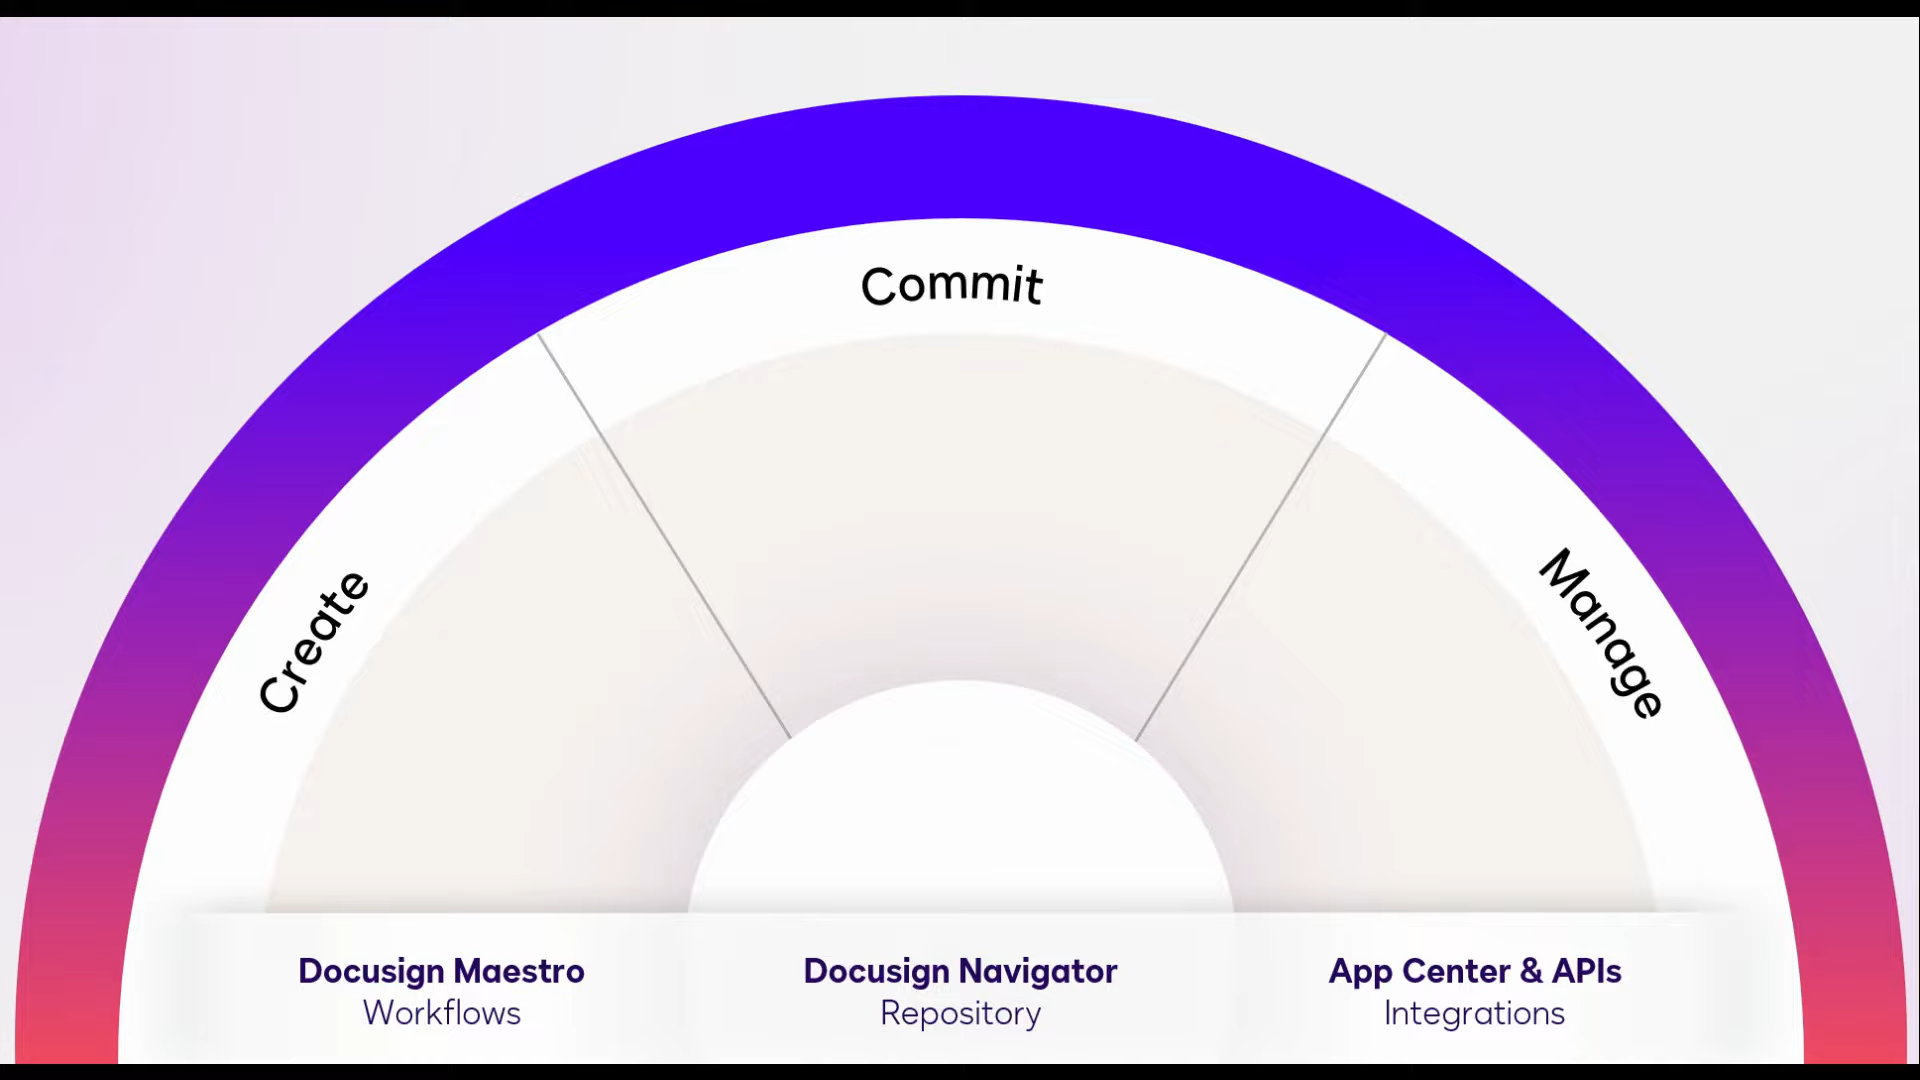 Commit
Create
Manage
Docusign Maestro
Workflows
Docusign Navigator
Repository
App Center & APIs
Integrations